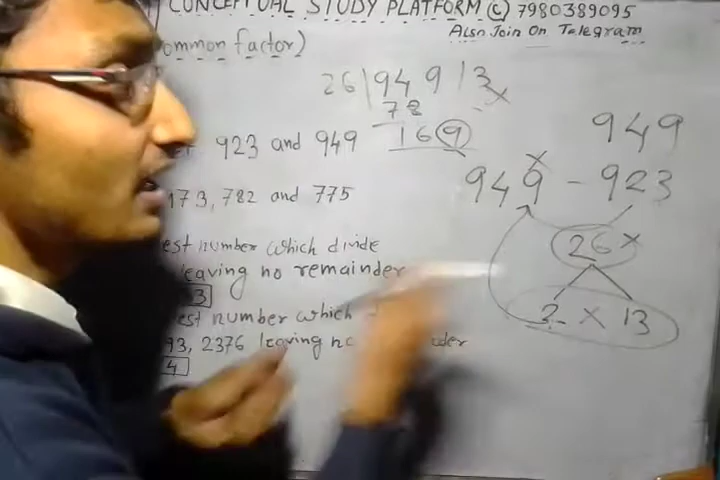 CONCEPTUAL STUDY PLATFORM (c) 7980389095
Also Join On Telegram
ommon factor)
26)949(3x
78
169
923 and 949
173, 782 and 775
est number which divide
leaving no remainder
3
est number which
93, 2376 leaving
4
949
949 x - 923
26 x
2 x 13